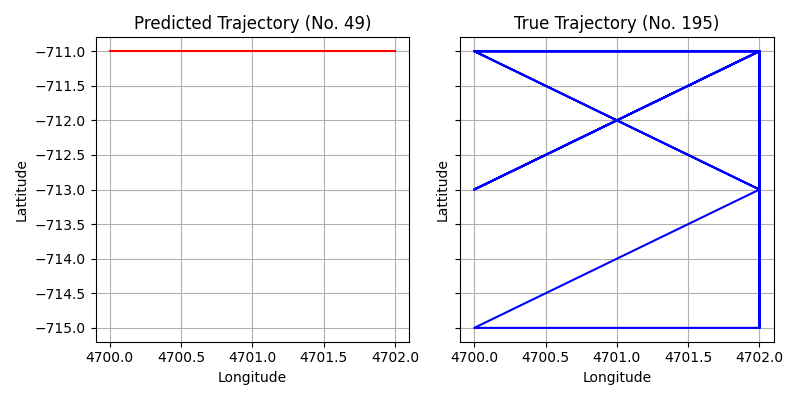 Predicted Trajectory (No. 49)
True Trajectory (No. 195)
−711.0
−711.5
−712.0
−712.5
−713.0
−713.5
−714.0
−714.5
−715.0
Lattitude
Lattitude
4700.0 4700.5 4701.0 4701.5 4702.0
4700.0 4700.5 4701.0 4701.5 4702.0
Longitude
Longitude